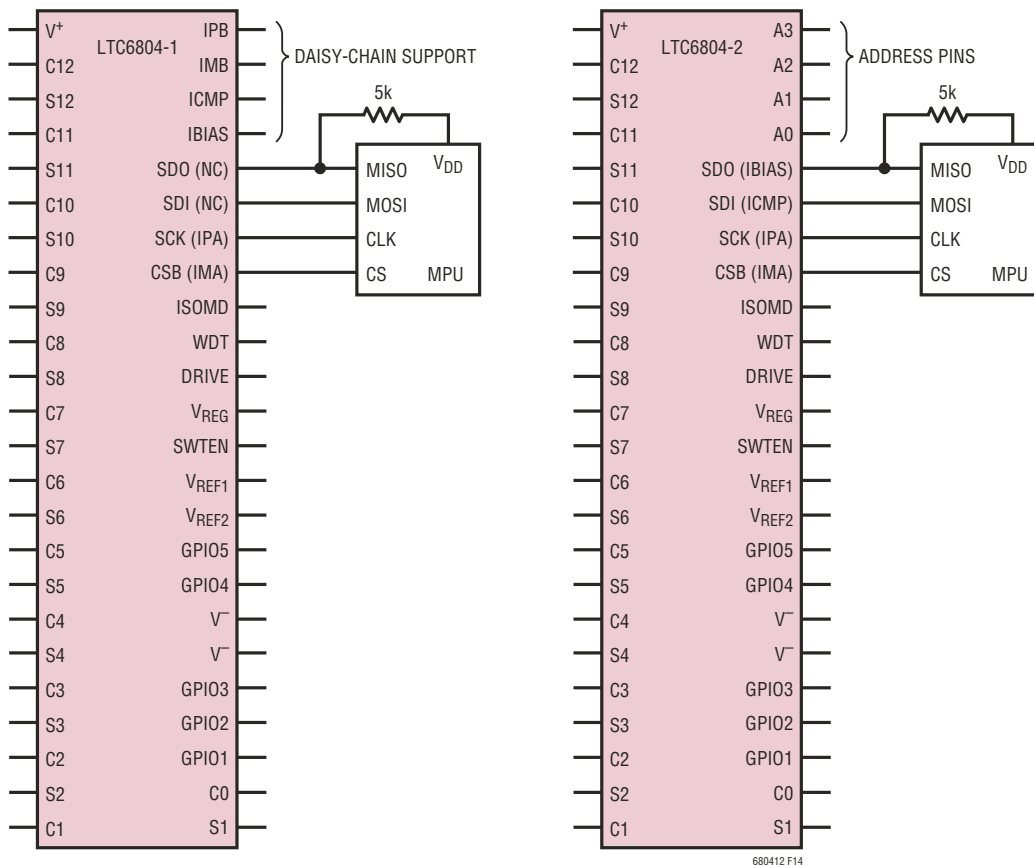 V+ IPB
LTC6804-1
C12 IMB
DAISY-CHAIN SUPPORT
S12 ICMP
5k
C11 IBIAS
S11 SDO (NC) MISO VDD
C10 SDI (NC) MOSI
S10 SCK (IPA) CLK
C9 CSB (IMA) CS MPU
S9 ISOMD
C8 WDT
S8 DRIVE
C7 VREG
S7 SWTEN
C6 VREF1
S6 VREF2
C5 GPIO5
S5 GPIO4
C4 V–
S4 V–
C3 GPIO3
S3 GPIO2
C2 GPIO1
S2 C0
C1 S1
V+ A3
LTC6804-2
C12 A2
ADDRESS PINS
S12 A1
5k
C11 A0
S11 SDO (IBIAS) MISO VDD
C10 SDI (ICMP) MOSI
S10 SCK (IPA) CLK
C9 CSB (IMA) CS MPU
S9 ISOMD
C8 WDT
S8 DRIVE
C7 VREG
S7 SWTEN
C6 VREF1
S6 VREF2
C5 GPIO5
S5 GPIO4
C4 V–
S4 V–
C3 GPIO3
S3 GPIO2
C2 GPIO1
S2 C0
C1 S1
680412 F14